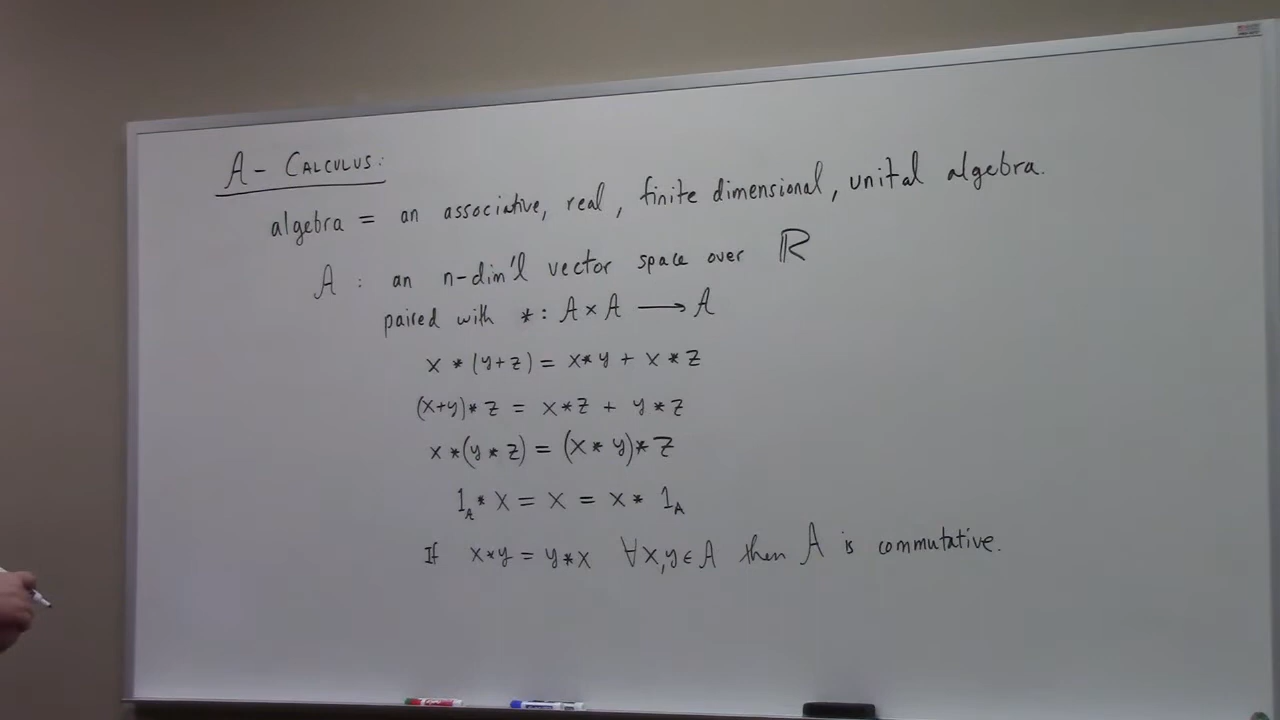 A - CALCULUS:
algebra = an associative, real, finite dimensional, unital algebra.
A : an n-dim'l vector space over ℝ
paired with * : A × A ⟶ A
x * (y+z) = x*y + x * z
(x+y)* z = x*z + y * z
x *(y * z) = (x * y)* z
1_A * x = x = x * 1_A
If x*y = y*x ∀x,y ∈ A then A is commutative.